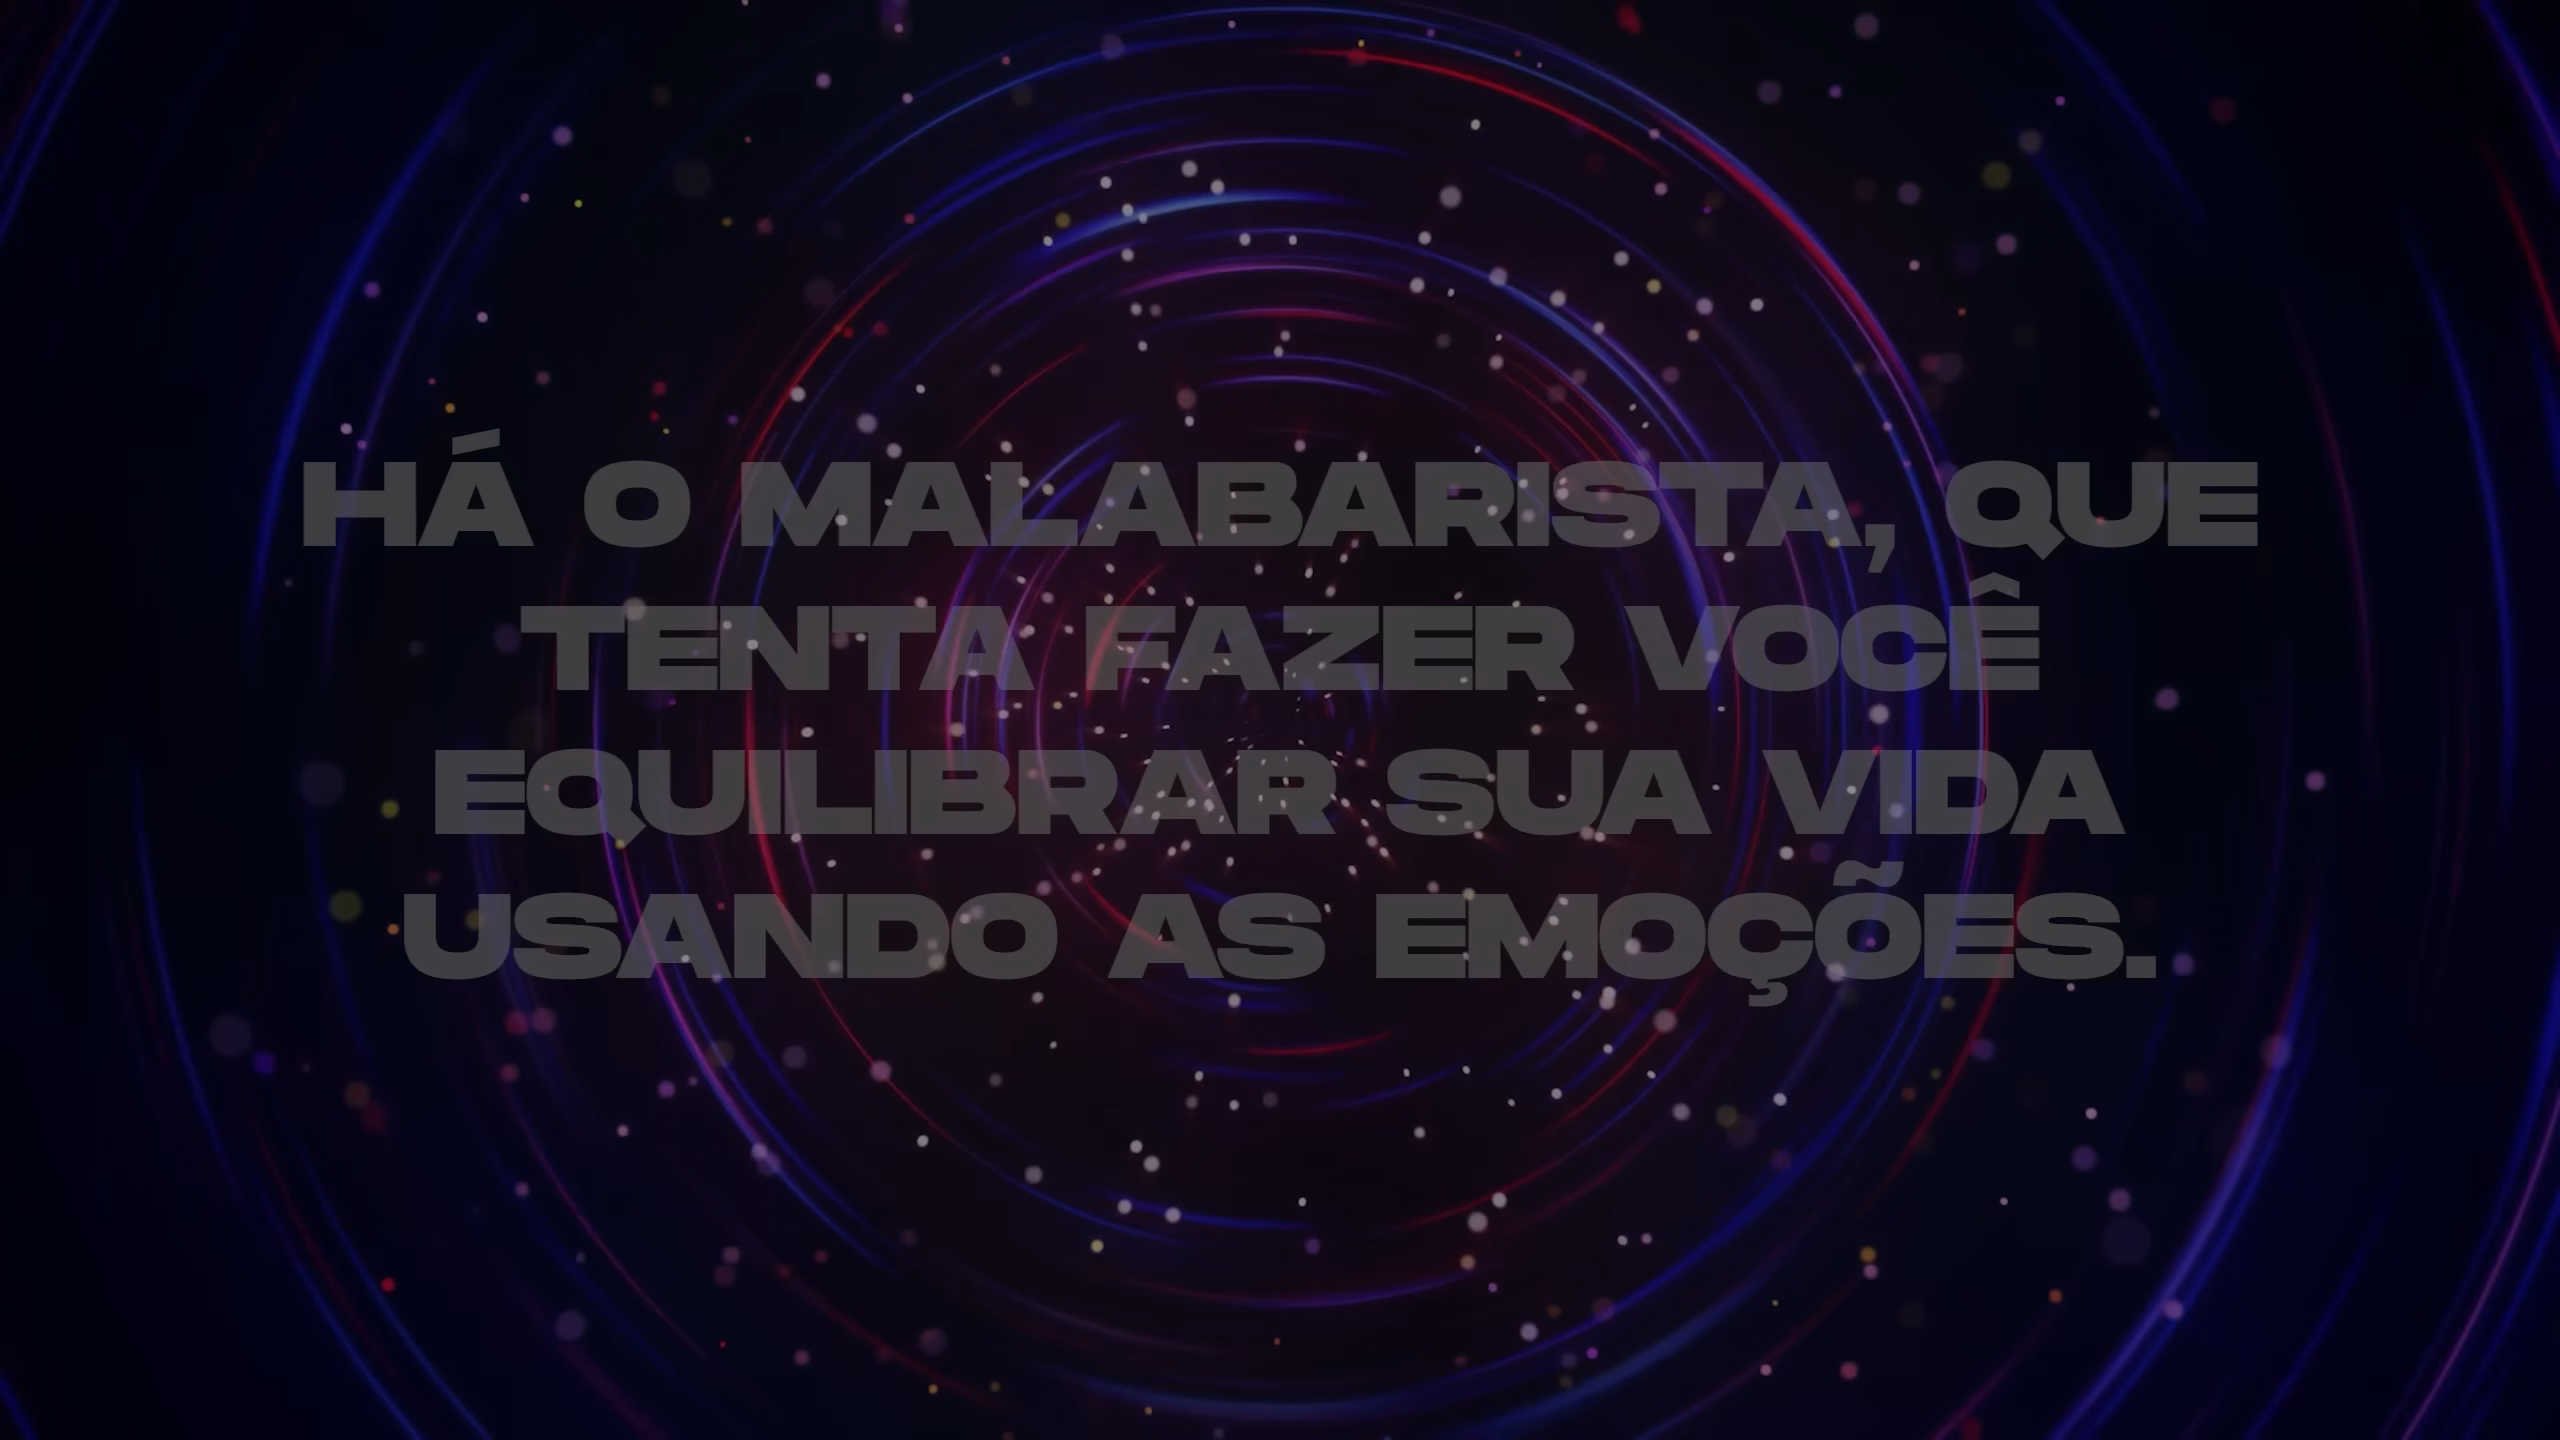 HÁ O MALABARISTA, QUE
TENTA FAZER VOCÊ
EQUILIBRAR SUA VIDA
USANDO AS EMOÇÕES.